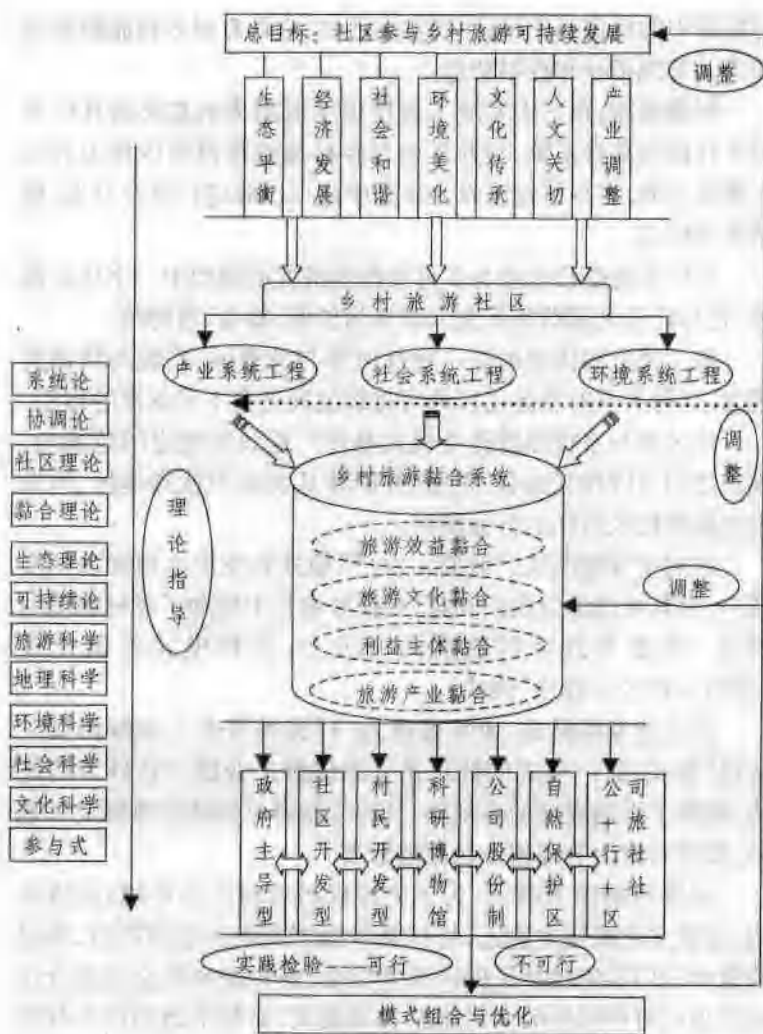 总目标：社区参与乡村旅游可持续发展
调整
生态平衡
经济发展
社会和谐
环境美化
文化传承
人文关切
产业调整
乡村旅游社区
产业系统工程
社会系统工程
环境系统工程
系统论
协调论
社区理论
黏合理论
生态理论
可持续论
旅游科学
地理科学
环境科学
社会科学
文化科学
参与式
理论指导
调整
乡村旅游黏合系统
旅游效益黏合
旅游文化黏合
利益主体黏合
旅游产业黏合
调整
政府主导型
社区开发型
村民开发型
科研博物馆
公司股份制
自然保护区
公司+旅行社+社区
实践检验——可行
不可行
模式组合与优化